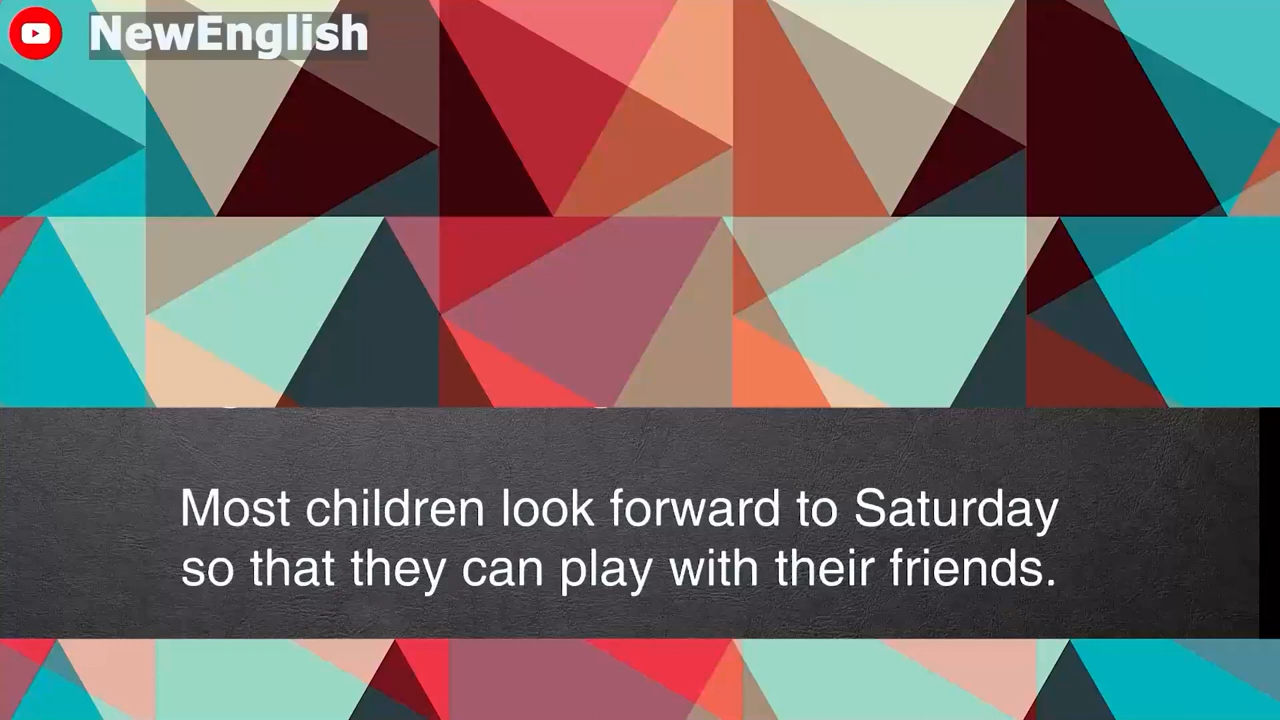 NewEnglish
Most children look forward to Saturday
so that they can play with their friends.